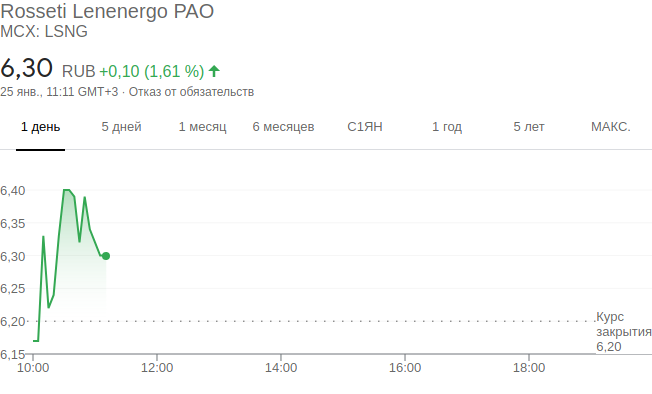 Rosseti Lenenergo PAO
MCX: LSNG
6,30 RUB +0,10 (1,61 %)
25 янв., 11:11 GMT+3 · Отказ от обязательств
1 день 5 дней 1 месяц 6 месяцев С1ЯН 1 год 5 лет МАКС.
6,40
6,35
6,30
6,25
6,20
6,15
Курс
закрытия
6,20
10:00 12:00 14:00 16:00 18:00